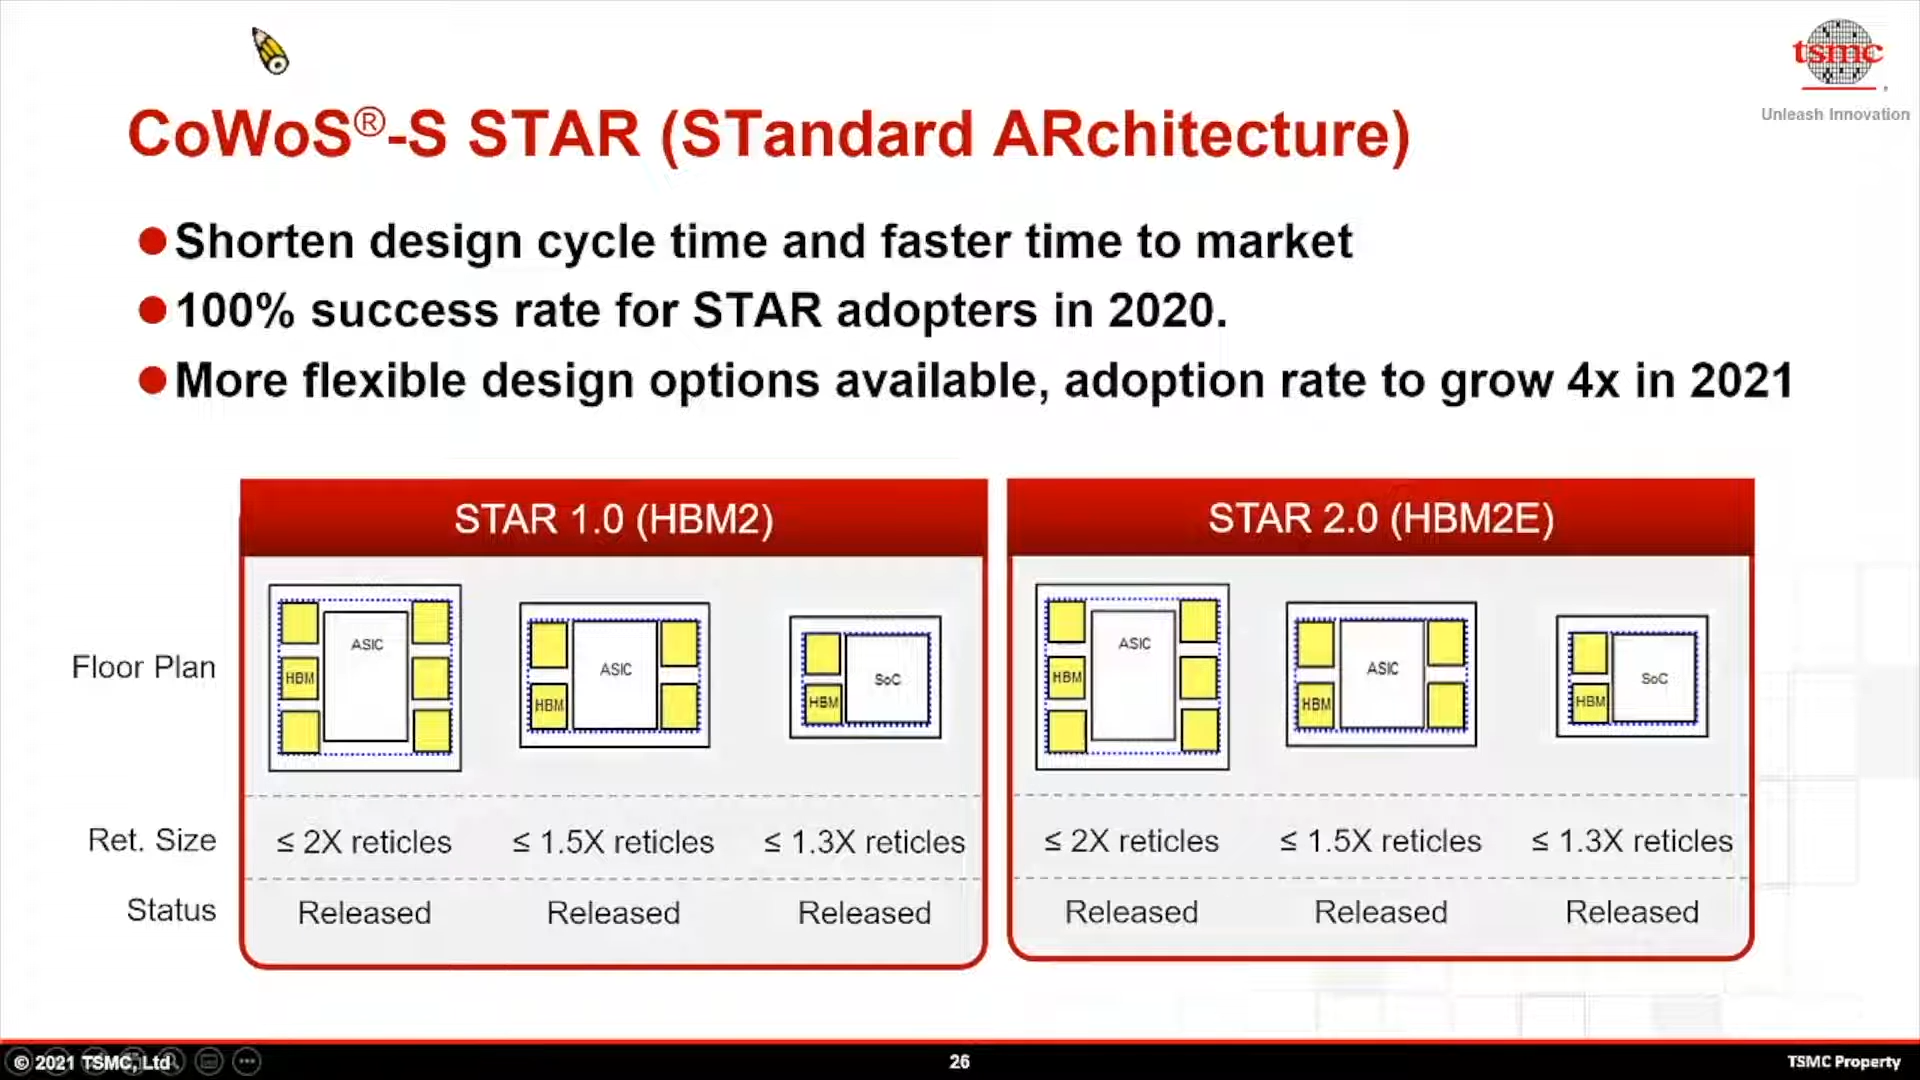 tsmc
Unleash Innovation
CoWoS®-S STAR (STandard ARchitecture)
Shorten design cycle time and faster time to market
100% success rate for STAR adopters in 2020.
More flexible design options available, adoption rate to grow 4x in 2021
STAR 1.0 (HBM2)
STAR 2.0 (HBM2E)
Floor Plan
ASIC
HBM
ASIC
HBM
SoC
HBM
ASIC
HBM
ASIC
HBM
SoC
HBM
Ret. Size
≤ 2X reticles
≤ 1.5X reticles
≤ 1.3X reticles
≤ 2X reticles
≤ 1.5X reticles
≤ 1.3X reticles
Status
Released
Released
Released
Released
Released
Released
© 2021 TSMC, Ltd
26
TSMC Property